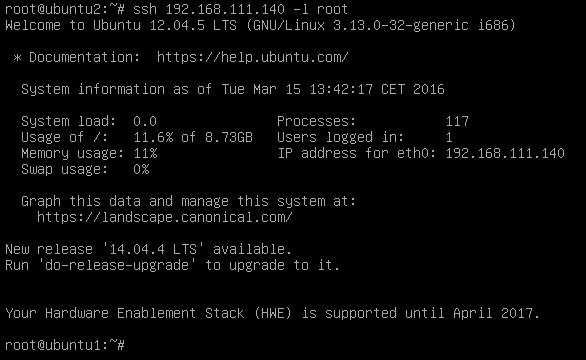 root@ubuntu2:~# ssh 192.168.111.140 -l root
Welcome to Ubuntu 12.04.5 LTS (GNU/Linux 3.13.0-32-generic i686)

 * Documentation:  https://help.ubuntu.com/

  System information as of Tue Mar 15 13:42:17 CET 2016

  System load:  0.0               Processes:           117
  Usage of /:   11.6% of 8.73GB   Users logged in:     1
  Memory usage: 11%               IP address for eth0: 192.168.111.140
  Swap usage:   0%

  Graph this data and manage this system at:
    https://landscape.canonical.com/

New release '14.04.4 LTS' available.
Run 'do-release-upgrade' to upgrade to it.


Your Hardware Enablement Stack (HWE) is supported until April 2017.

root@ubuntu1:~#